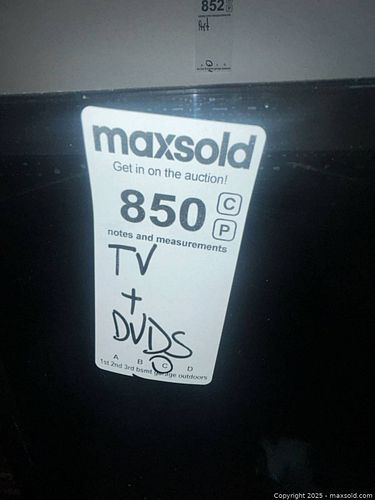 852
maxsold
Get in on the auction!
850 C
P
notes and measurements
TV
+
DVDS
A B C D
1st 2nd 3rd bsmt garage outdoors
Copyright 2025 - maxsold.com